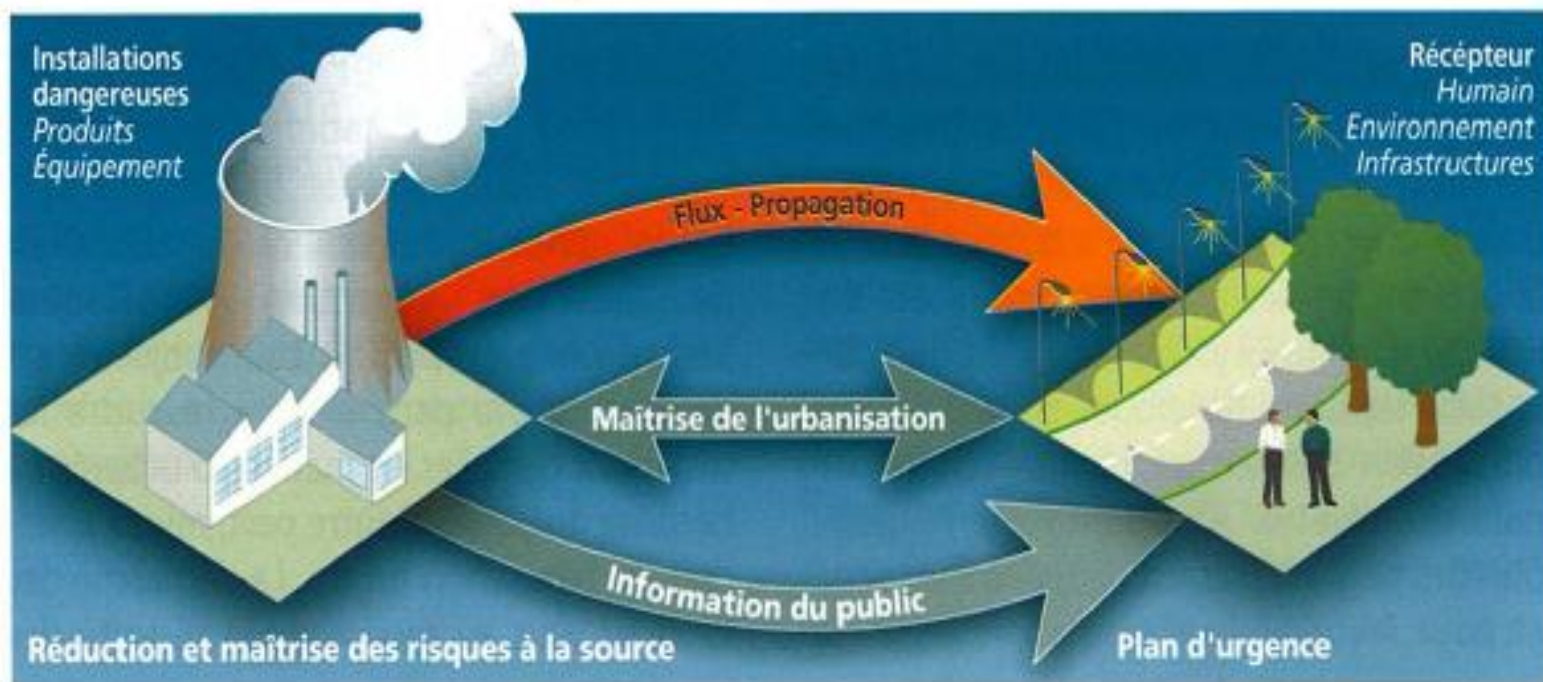 Installations
dangereuses
Produits
Équipement
Récépteur
Humain
Environnement
Infrastructures
Flux - Propagation
Maîtrise de l'urbanisation
Information du public
Réduction et maîtrise des risques à la source
Plan d'urgence